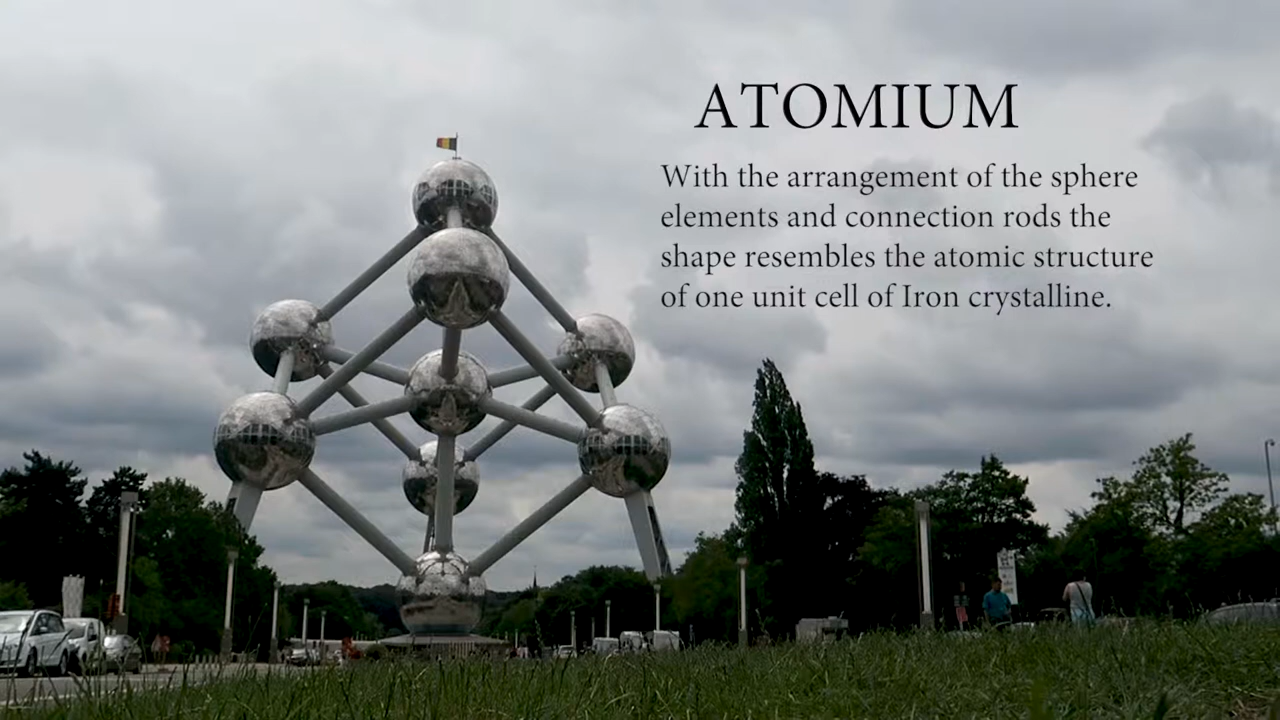 ATOMIUM
With the arrangement of the sphere
elements and connection rods the
shape resembles the atomic structure
of one unit cell of Iron crystalline.